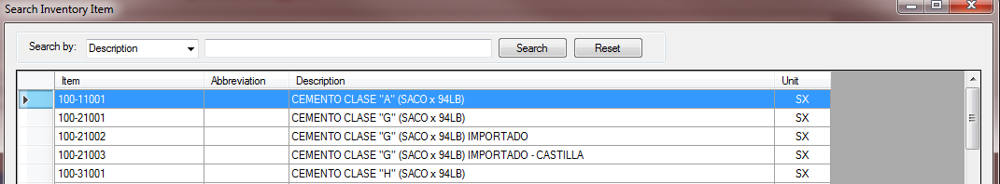 Search Inventory Item
Search by: Description Search Reset
Item Abbreviation Description Unit
100-11001 CEMENTO CLASE "A" (SACO x 94LB) SX
100-21001 CEMENTO CLASE "G" (SACO x 94LB) SX
100-21002 CEMENTO CLASE "G" (SACO x 94LB) IMPORTADO SX
100-21003 CEMENTO CLASE "G" (SACO x 94LB) IMPORTADO - CASTILLA SX
100-31001 CEMENTO CLASE "H" (SACO x 94LB) SX